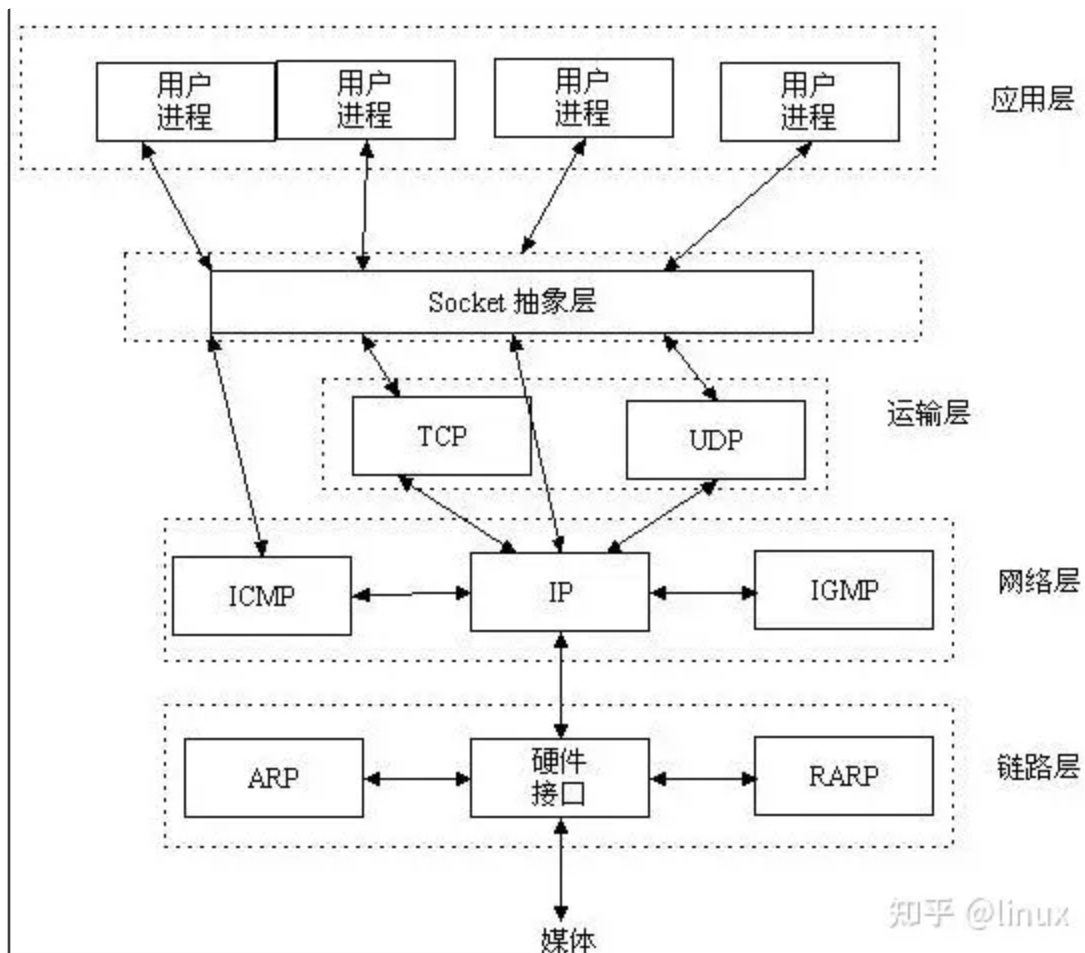 用户
进程
用户
进程
用户
进程
用户
进程
应用层
Socket 抽象层
TCP
UDP
运输层
ICMP
IP
IGMP
网络层
ARP
硬件
接口
RARP
链路层
媒体
知乎 @linux